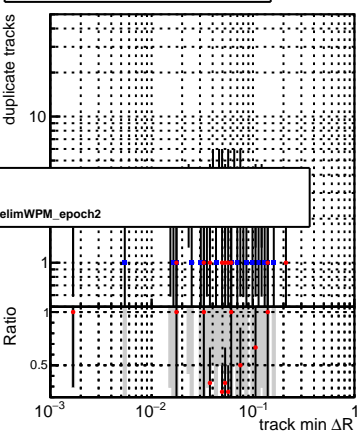 duplicate tracks
10
elimWPM_epoch2
1
Ratio
1
0.5
10⁻³ 10⁻² 10⁻¹ 1
track min ΔR